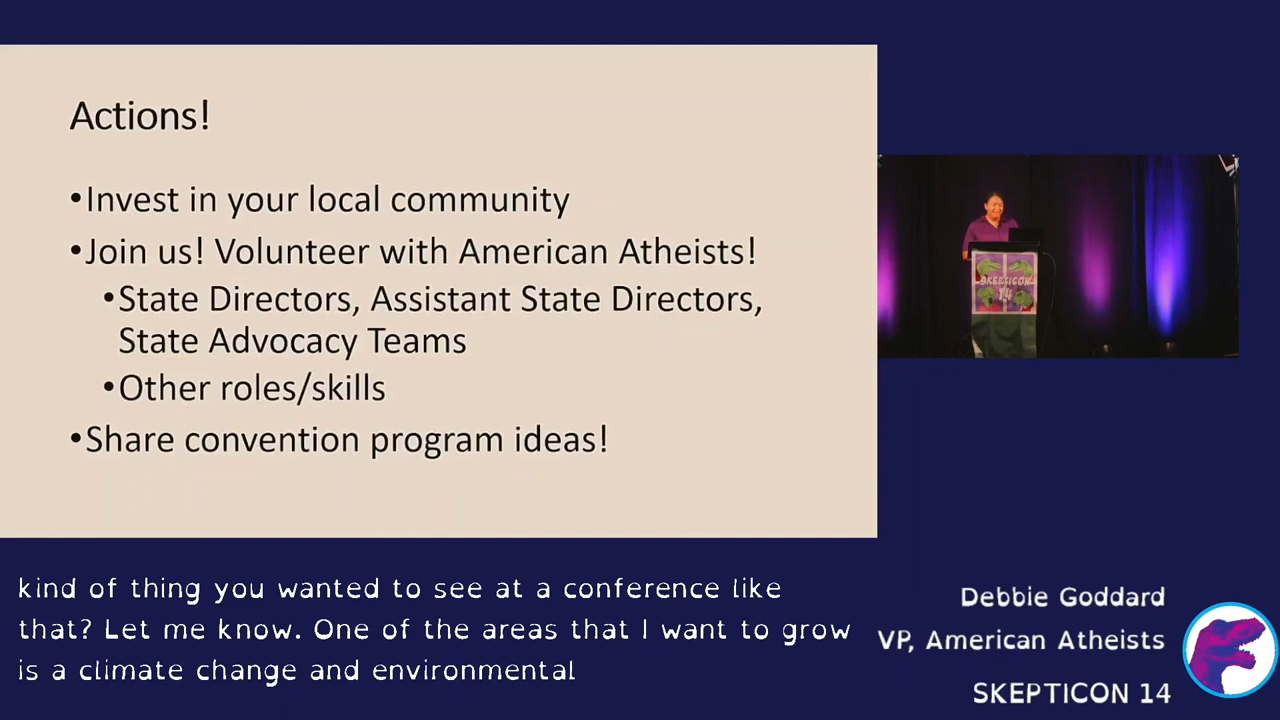 Actions!
•Invest in your local community
•Join us! Volunteer with American Atheists!
•State Directors, Assistant State Directors,
State Advocacy Teams
•Other roles/skills
•Share convention program ideas!
SKEPTICON
14
kind of thing you wanted to see at a conference like
that? Let me know. One of the areas that I want to grow
is a climate change and environmental
Debbie Goddard
VP, American Atheists
SKEPTICON 14